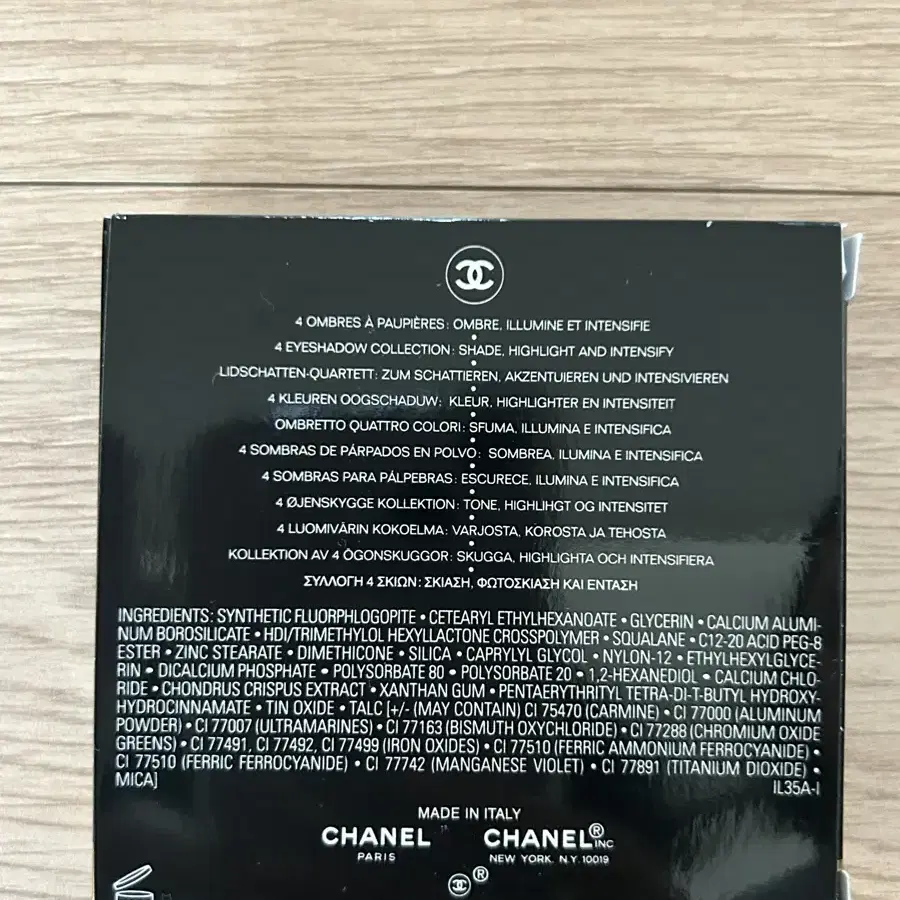 4 OMBRES À PAUPIÈRES: OMBRE, ILLUMINE ET INTENSIFIE
4 EYESHADOW COLLECTION: SHADE, HIGHLIGHT AND INTENSIFY
LIDSCHATTEN-QUARTETT: ZUM SCHATTIEREN, AKZENTUIEREN UND INTENSIVIEREN
4 KLEUREN OOGSCHADUW: KLEUR, HIGHLIGHTER EN INTENSITEIT
OMBRETTO QUATTRO COLORI: SFUMA, ILLUMINA E INTENSIFICA
4 SOMBRAS DE PÁRPADOS EN POLVO: SOMBREA, ILUMINA E INTENSIFICA
4 SOMBRAS PARA PÁLPEBRAS: ESCURECE, ILUMINA E INTENSIFICA
4 ØJENSKYGGE KOLLEKTION: TONE, HIGHLIHGT OG INTENSITET
4 LUOMIVÄRIN KOKOELMA: VARJOSTA, KOROSTA JA TEHOSTA
KOLLEKTION AV 4 ÖGONSKUGGOR: SKUGGA, HIGHLIGHTA OCH INTENSIFIERA
ΣΥΛΛΟΓΗ 4 ΣΚΙΩΝ: ΣΚΙΑΣΗ, ΦΩΤΟΣΚΙΑΣΗ ΚΑΙ ΕΝΤΑΣΗ
INGREDIENTS: SYNTHETIC FLUORPHLOGOPITE • CETEARYL ETHYLHEXANOATE • GLYCERIN • CALCIUM ALUMI-
NUM BOROSILICATE • HDI/TRIMETHYLOL HEXYLLACTONE CROSSPOLYMER • SQUALANE • C12-20 ACID PEG-8
ESTER • ZINC STEARATE • DIMETHICONE • SILICA • CAPRYLYL GLYCOL • NYLON-12 • ETHYLHEXYLGLYCE-
RIN • DICALCIUM PHOSPHATE • POLYSORBATE 80 • POLYSORBATE 20 • 1,2-HEXANEDIOL • CALCIUM CHLO-
RIDE • CHONDRUS CRISPUS EXTRACT • XANTHAN GUM • PENTAERYTHRITYL TETRA-DI-T-BUTYL HYDROXY-
HYDROCINNAMATE • TIN OXIDE • TALC [+/- (MAY CONTAIN) CI 75470 (CARMINE) • CI 77000 (ALUMINUM
POWDER) • CI 77007 (ULTRAMARINES) • CI 77163 (BISMUTH OXYCHLORIDE) • CI 77288 (CHROMIUM OXIDE
GREENS) • CI 77491, CI 77492, CI 77499 (IRON OXIDES) • CI 77510 (FERRIC AMMONIUM FERROCYANIDE) •
CI 77510 (FERRIC FERROCYANIDE) • CI 77742 (MANGANESE VIOLET) • CI 77891 (TITANIUM DIOXIDE) •
MICA] IL35A-I
MADE IN ITALY
CHANEL CHANEL® INC
PARIS NEW YORK. N.Y. 10019
®